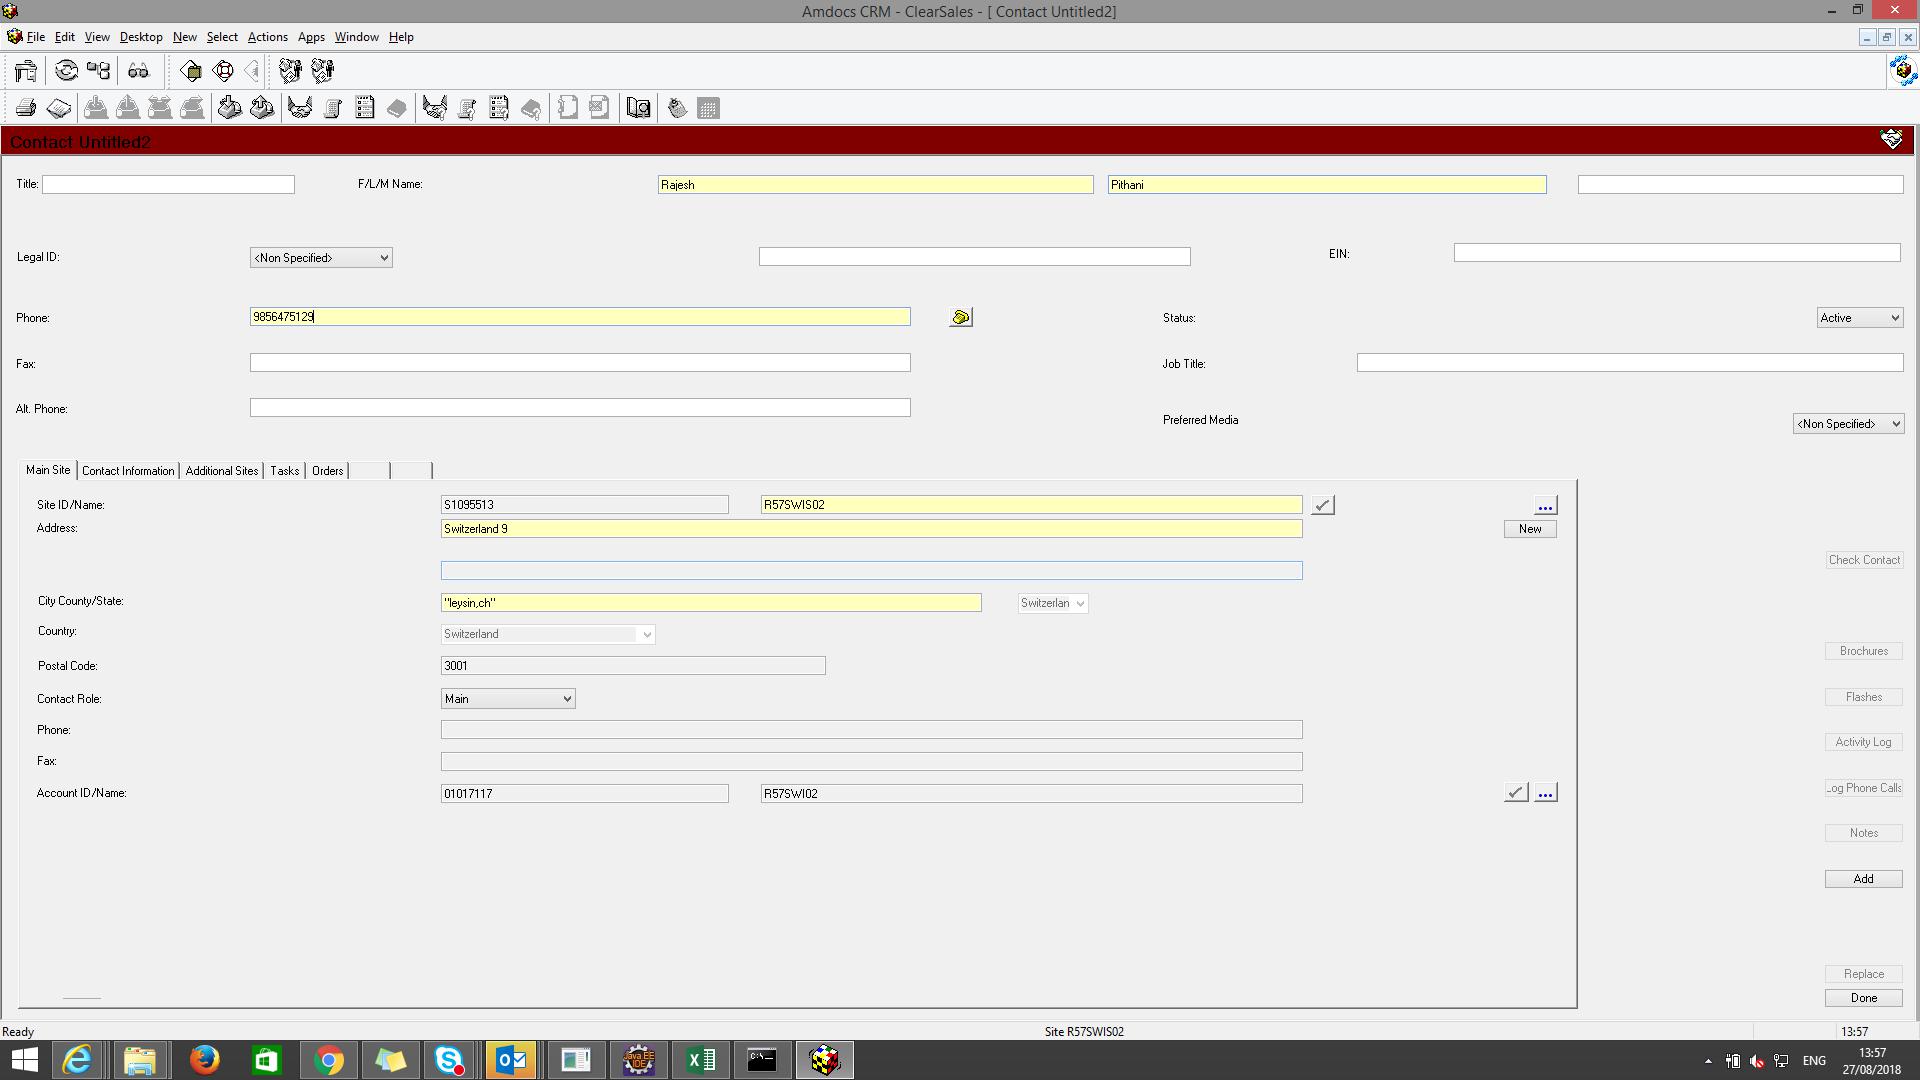 Amdocs CRM - ClearSales - [ Contact Untitled2]
File Edit View Desktop New Select Actions Apps Window Help
Contact Untitled2
Title: F/L/M Name: Rajesh Pithani
Legal ID: <Non Specified> EIN:
Phone: 9856475129 Status: Active
Fax: Job Title:
Alt. Phone: Preferred Media <Non Specified>
Main Site Contact Information Additional Sites Tasks Orders
Site ID/Name: S1095513 R57SWIS02 ...
Address: Switzerland 9 New
Check Contact
City County/State: "leysin,ch" Switzerlan
Country: Switzerland
Brochures
Postal Code: 3001
Contact Role: Main Flashes
Phone:
Activity Log
Fax:
Log Phone Calls
Account ID/Name: 01017117 R57SWI02 ...
Notes
Add
Replace
Done
Ready Site R57SWIS02 13:57
Java EE
IDE
C:\
ENG 13:57
27/08/2018